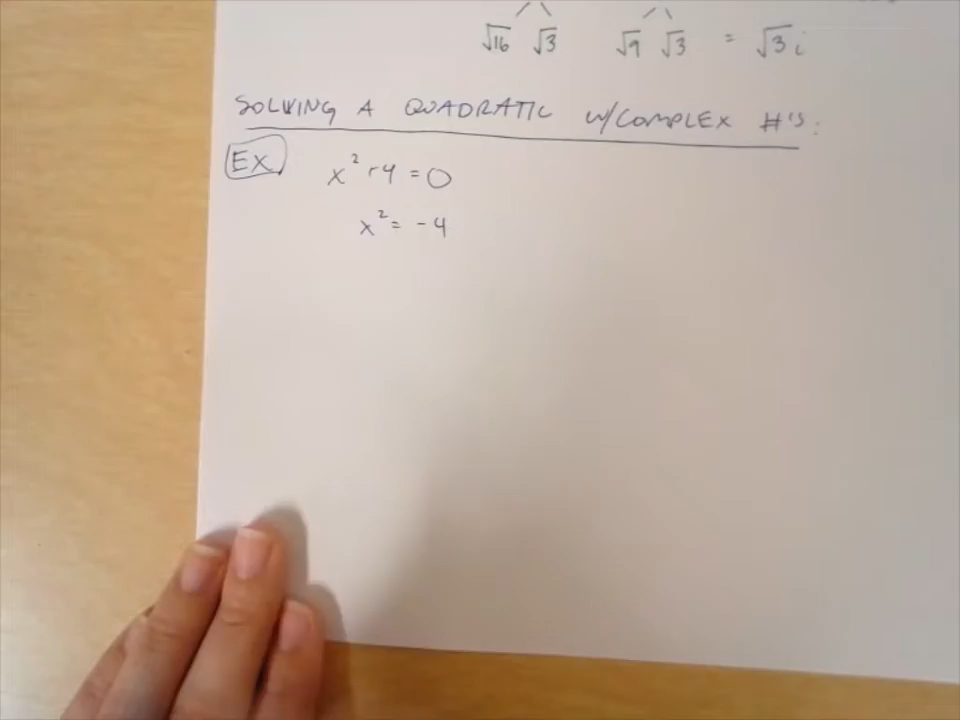 √16 √3 √9 √3 = √3 i
SOLVING A QUADRATIC W/COMPLEX #'S:
EX x² + 4 = 0
x² = -4